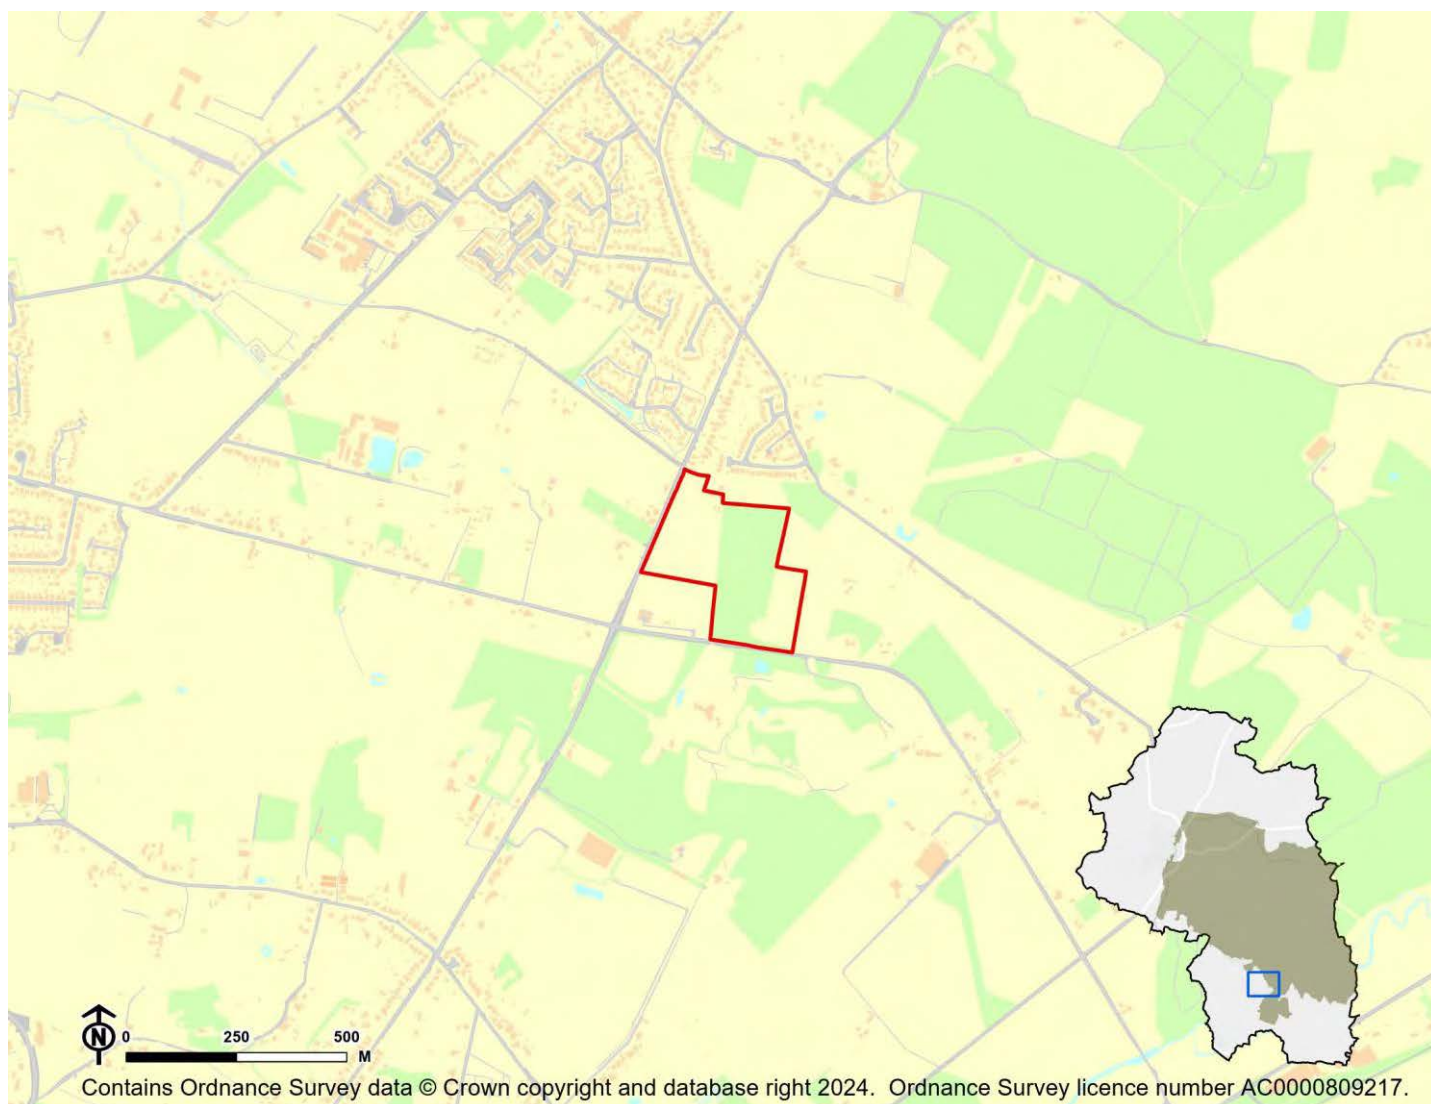 N
0 250 500
M
Contains Ordnance Survey data © Crown copyright and database right 2024. Ordnance Survey licence number AC0000809217.